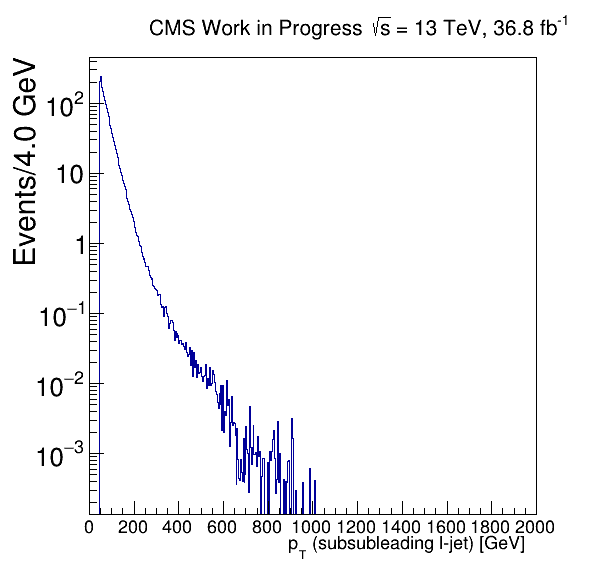 CMS Work in Progress √s = 13 TeV, 36.8 fb⁻¹
Events/4.0 GeV
10²
10
1
10⁻¹
10⁻²
10⁻³
0 200 400 600 800 1000 1200 1400 1600 1800 2000
p_T (subsubleading l-jet) [GeV]